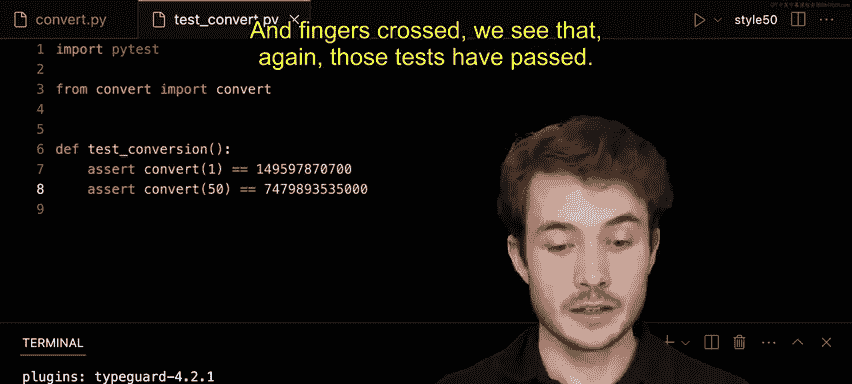 convert.py
test_convert.py
style50
And fingers crossed, we see that,
again, those tests have passed.
1 import pytest
2
3 from convert import convert
4
5
6 def test_conversion():
7 assert convert(1) == 149597870700
8 assert convert(50) == 7479893535000
9
TERMINAL
plugins: typeguard-4.2.1